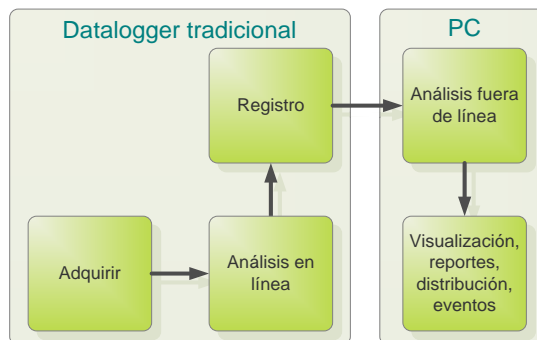 Datalogger tradicional
PC
Registro
Análisis fuera
de línea
Adquirir
Análisis en
línea
Visualización,
reportes,
distribución,
eventos